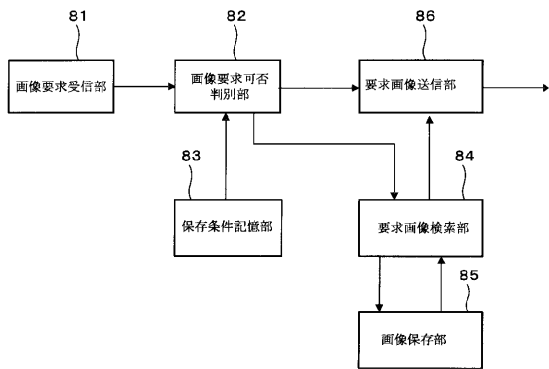 81
82
86
画像要求受信部
画像要求可否
判別部
要求画像送信部
83
84
保存条件記憶部
要求画像検索部
85
画像保存部